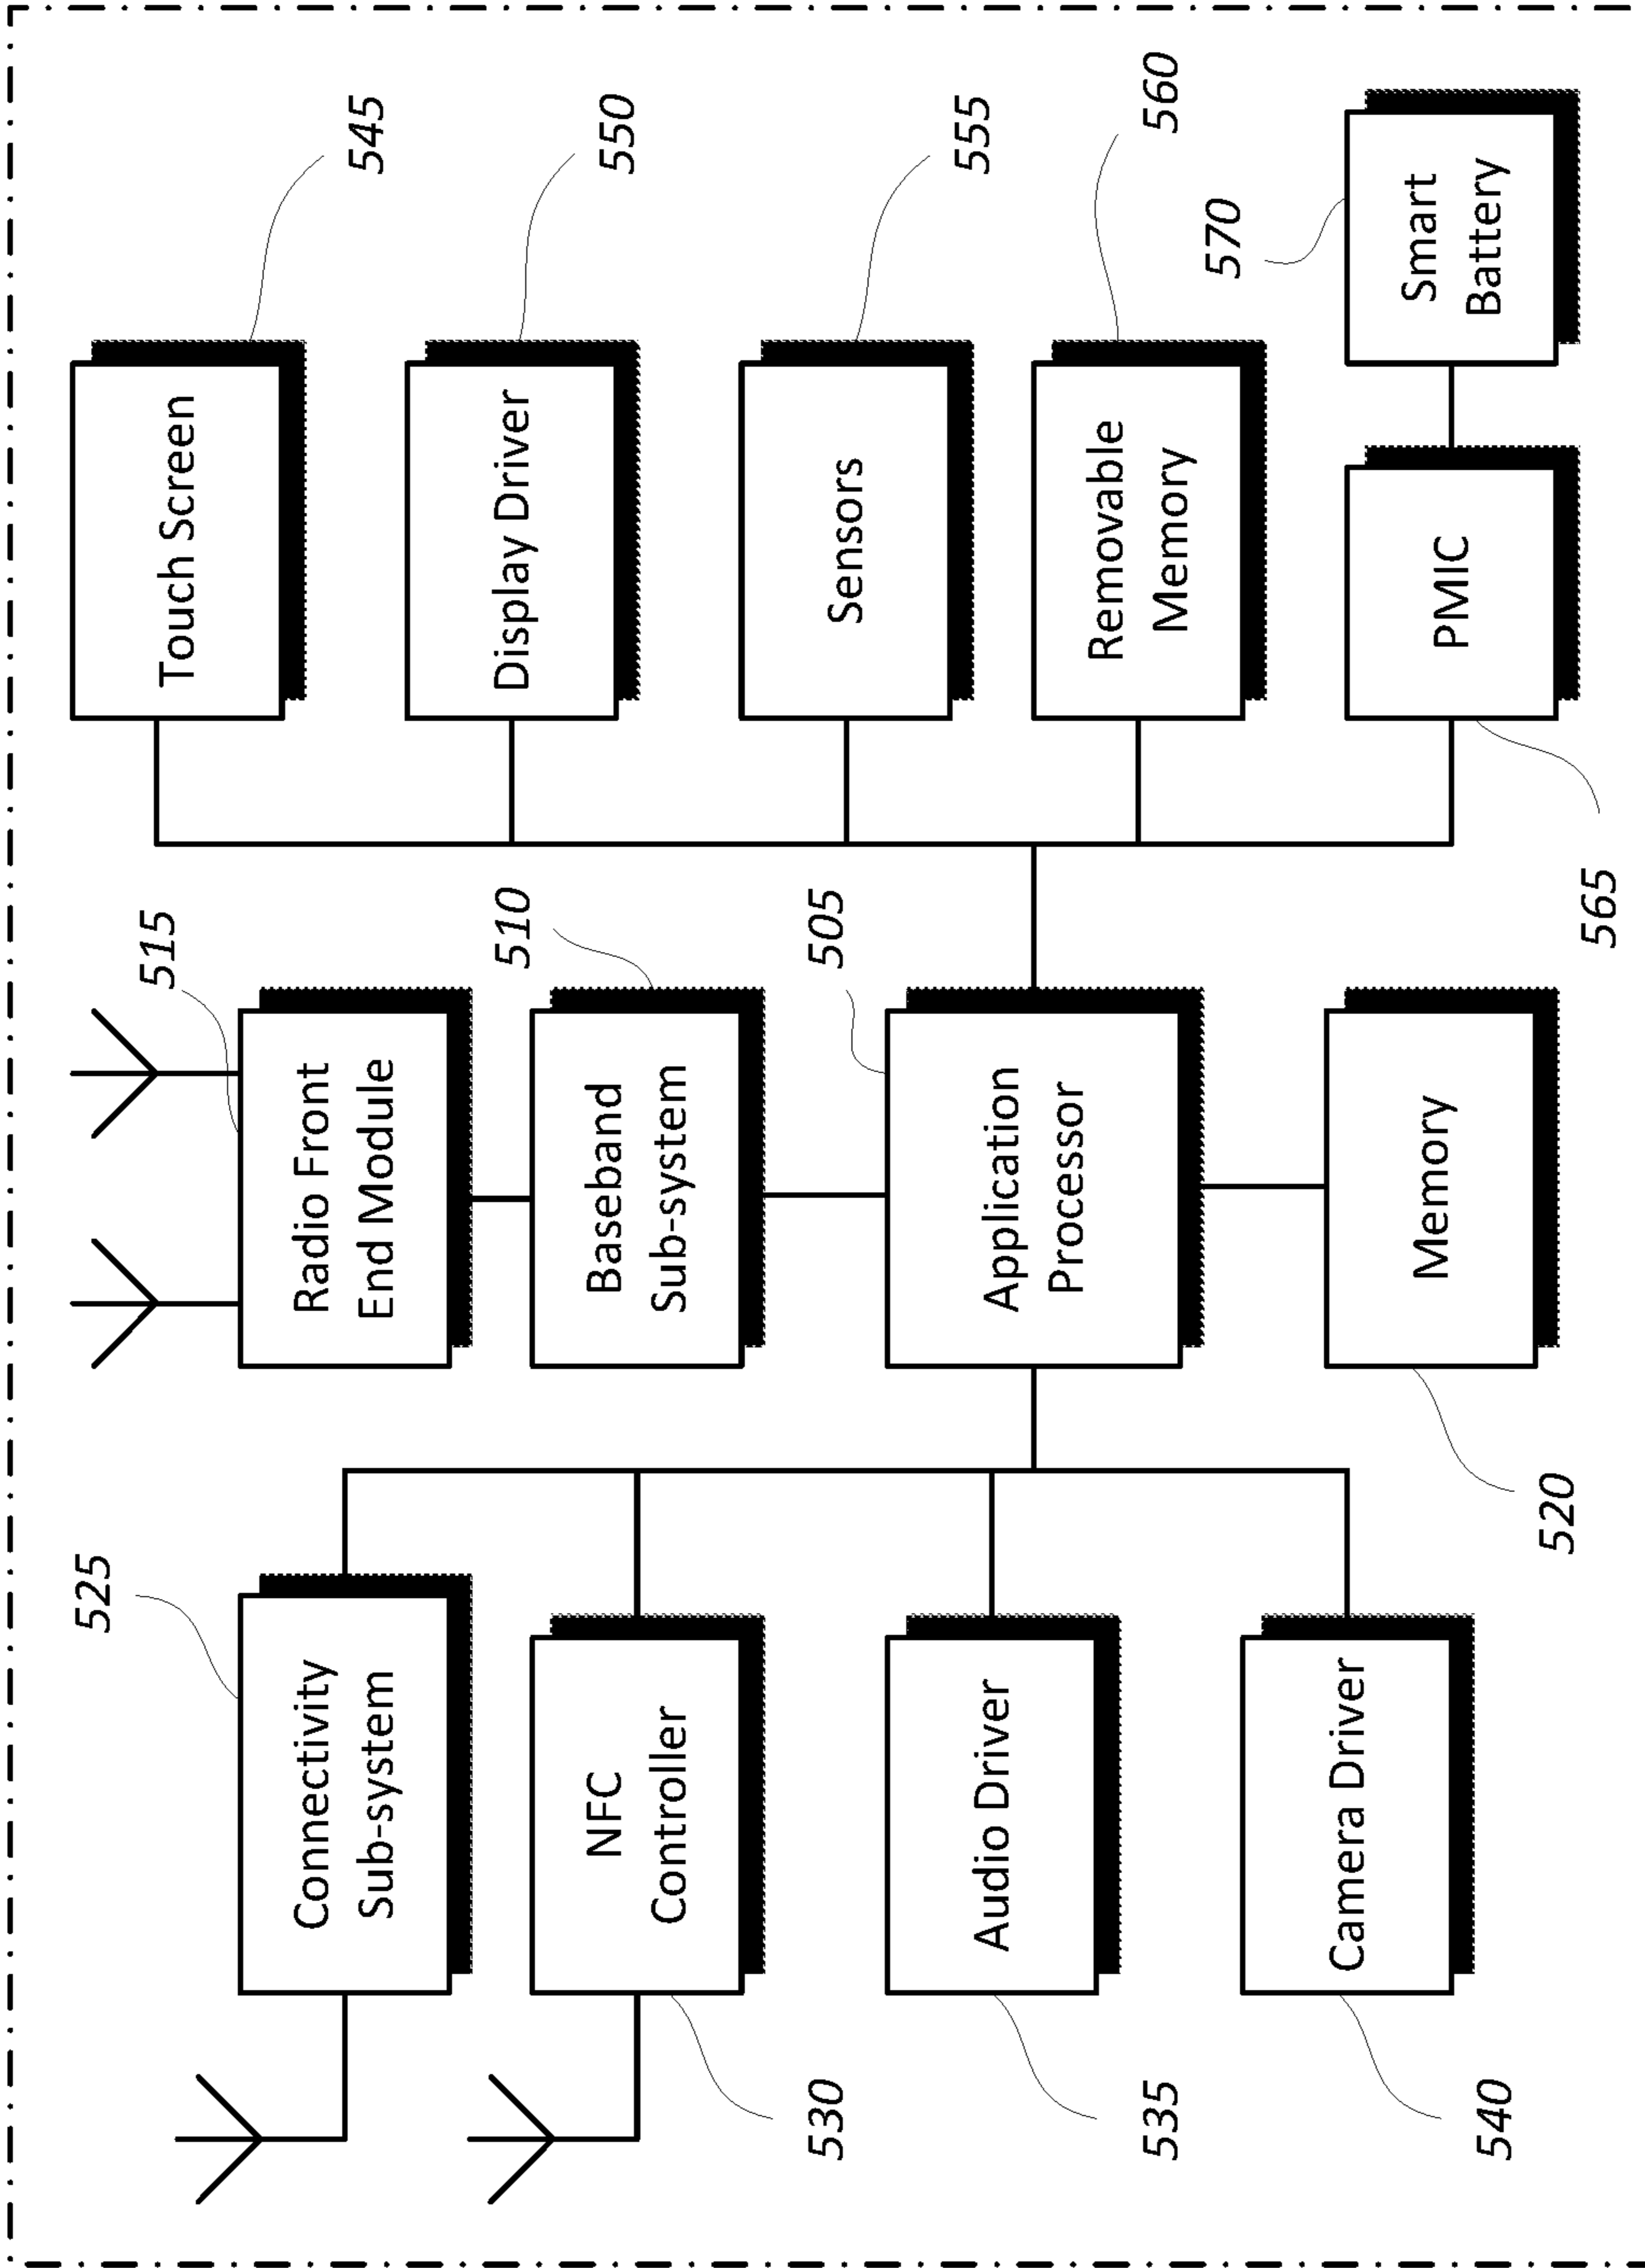 525
Connectivity
Sub-system
NFC
Controller
530
Audio Driver
535
Camera Driver
540
515
Radio Front
End Module
510
Baseband
Sub-system
505
Application
Processor
Memory
520
Touch Screen
545
Display Driver
550
Sensors
555
Removable
Memory
560
PMIC
565
570
Smart
Battery